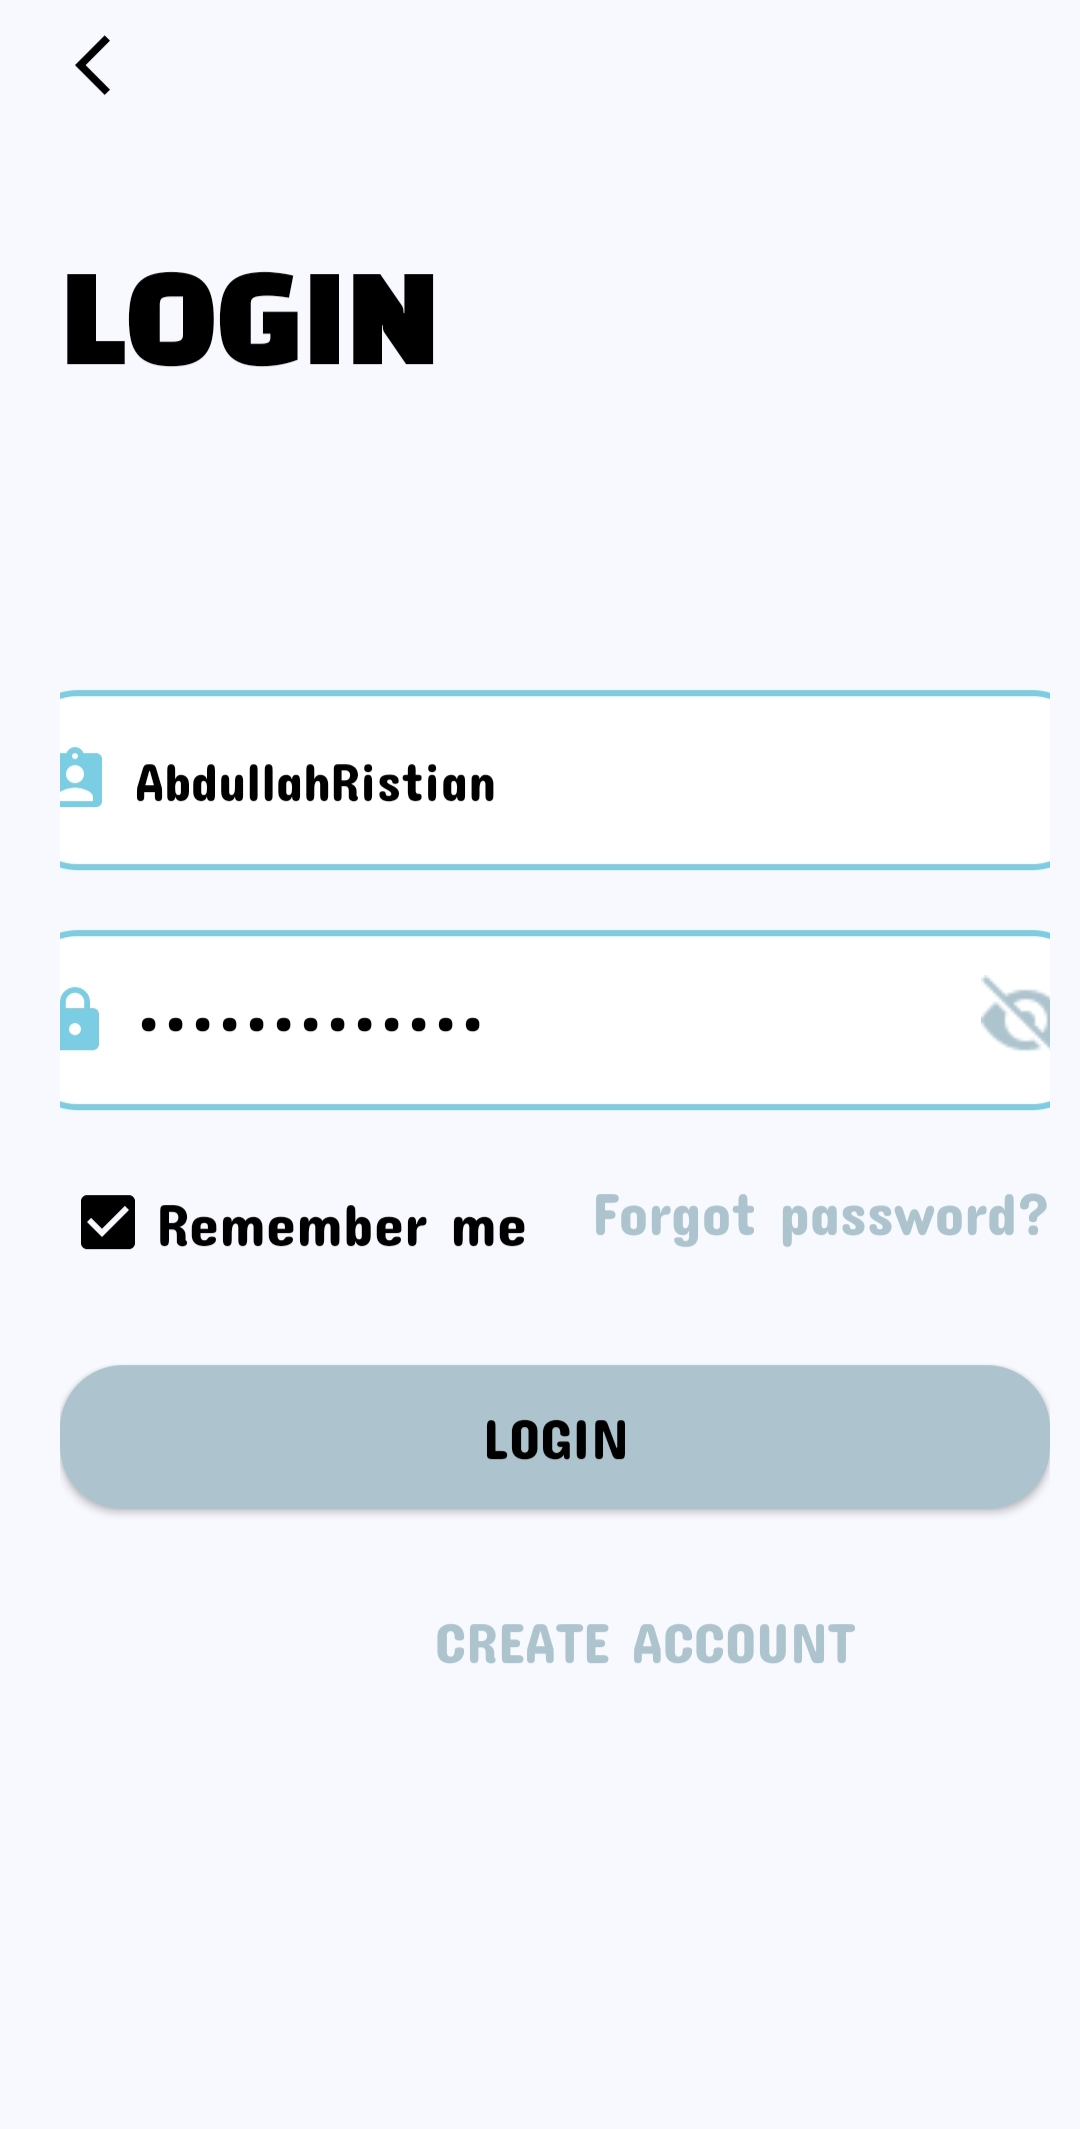 LOGIN
AbdullahRistian
•••••••••••••
Remember me
Forgot password?
LOGIN
CREATE ACCOUNT